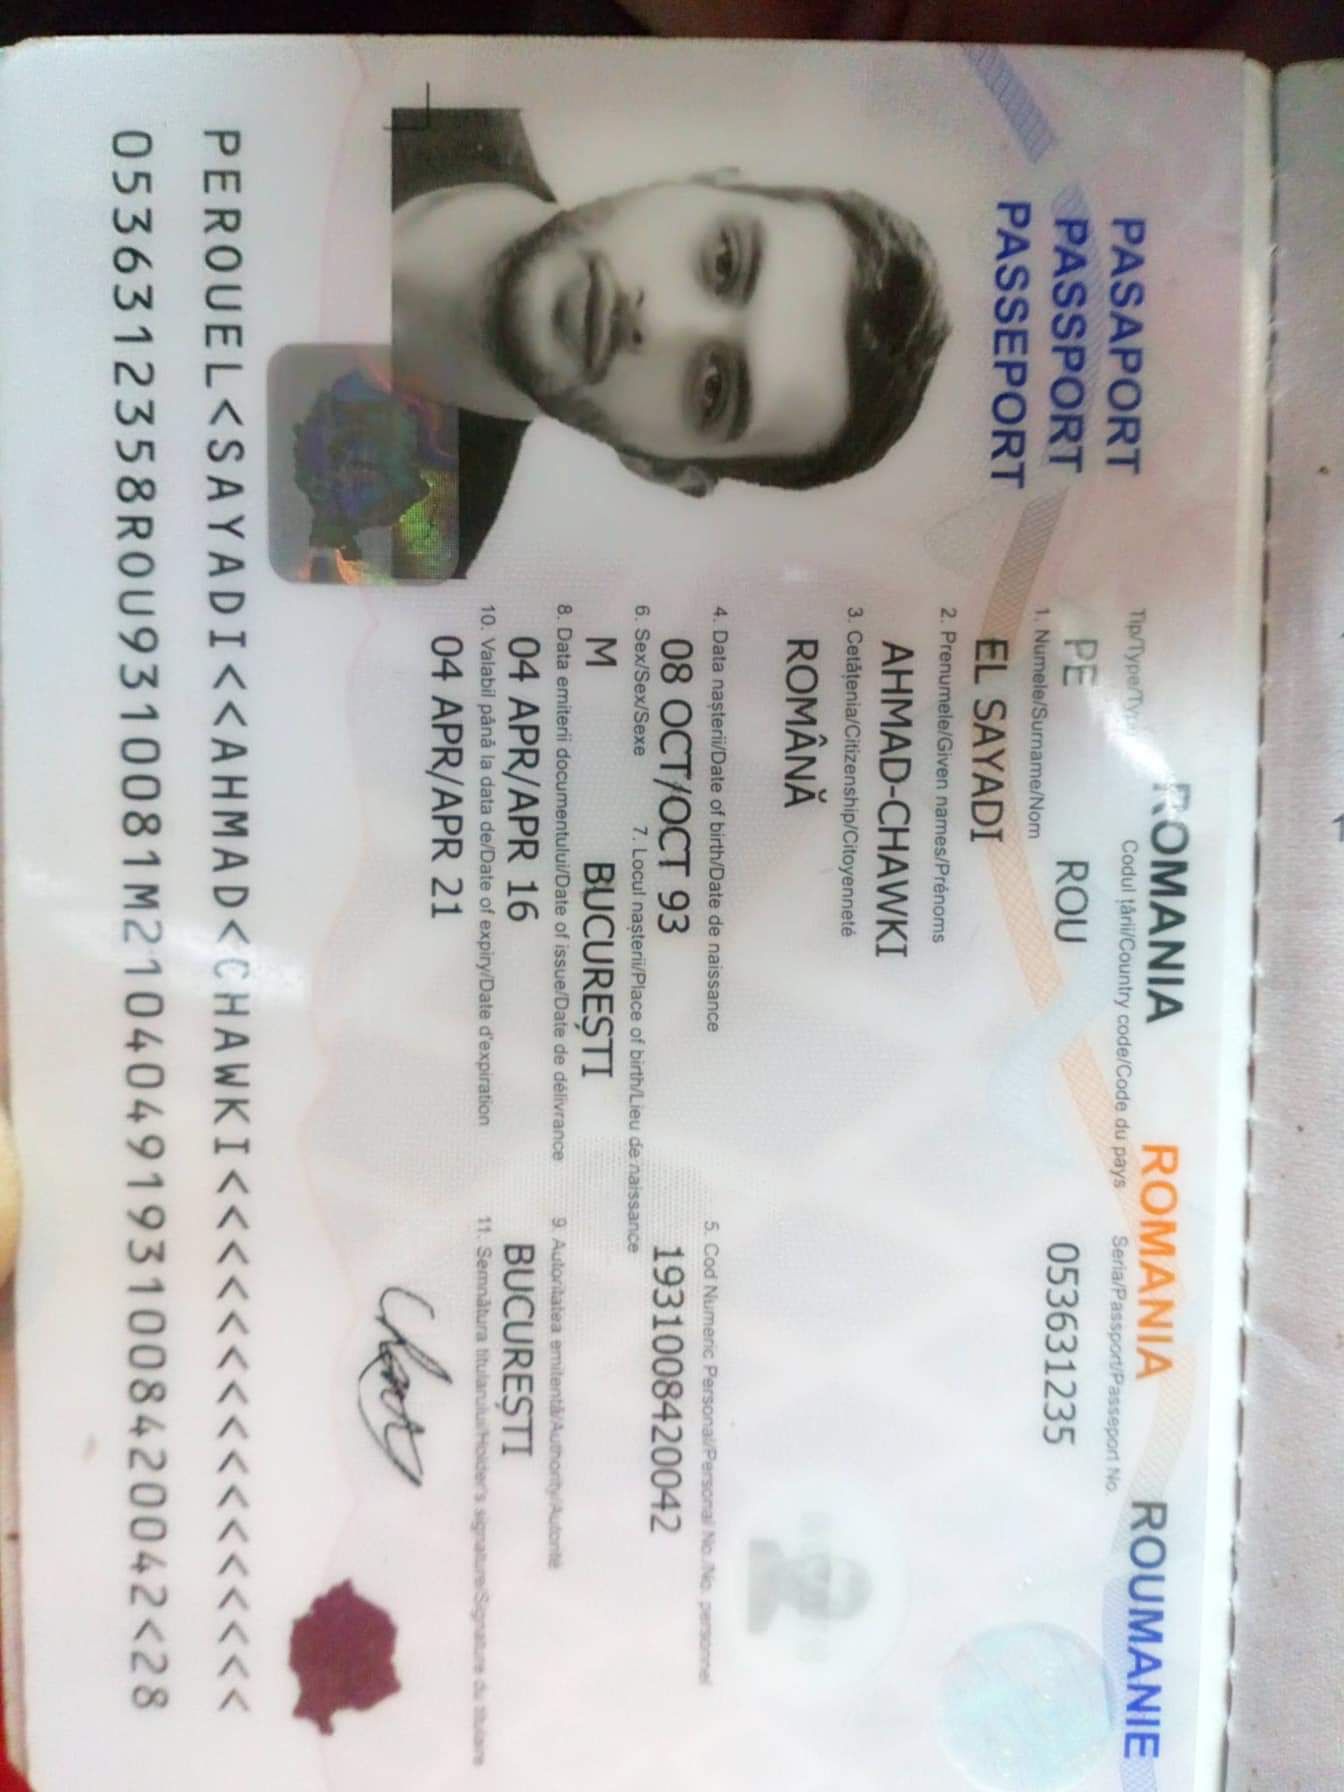 ROMANIA ROMANIA ROUMANIE
PASAPORT
PASSPORT
PASSEPORT
Codul țării/Country code/Code du pays
Seria/Passport/Passeport No.
PE ROU 053631235
1. Numele/Surname/Nom
EL SAYADI
2. Prenumele/Given names/Prénoms
AHMAD-CHAWKI
3. Cetățenia/Citizenship/Citoyenneté
ROMÂNĂ
4. Data nașterii/Date of birth/Date de naissance
5. Cod Numeric Personal/Personal No./No. personnel
08 OCT/OCT 93 1931008420042
6. Sex/Sex/Sexe 7. Locul nașterii/Place of birth/Lieu de naissance
M BUCUREȘTI
8. Data emiterii documentului/Date of issue/Date de délivrance
9. Autoritatea emitentă/Authority/Autorité
04 APR/APR 16 BUCUREȘTI
10. Valabil până la data de/Date of expiry/Date d'expiration
11. Semnătura titularului/Holder's signature/Signature du titulaire
04 APR/APR 21
PEROUEL<SAYADI<<AHMAD<CHAWKI<<<<<<<<<<<<<<<<
0536312358ROU9310081M21040491931008420042<28